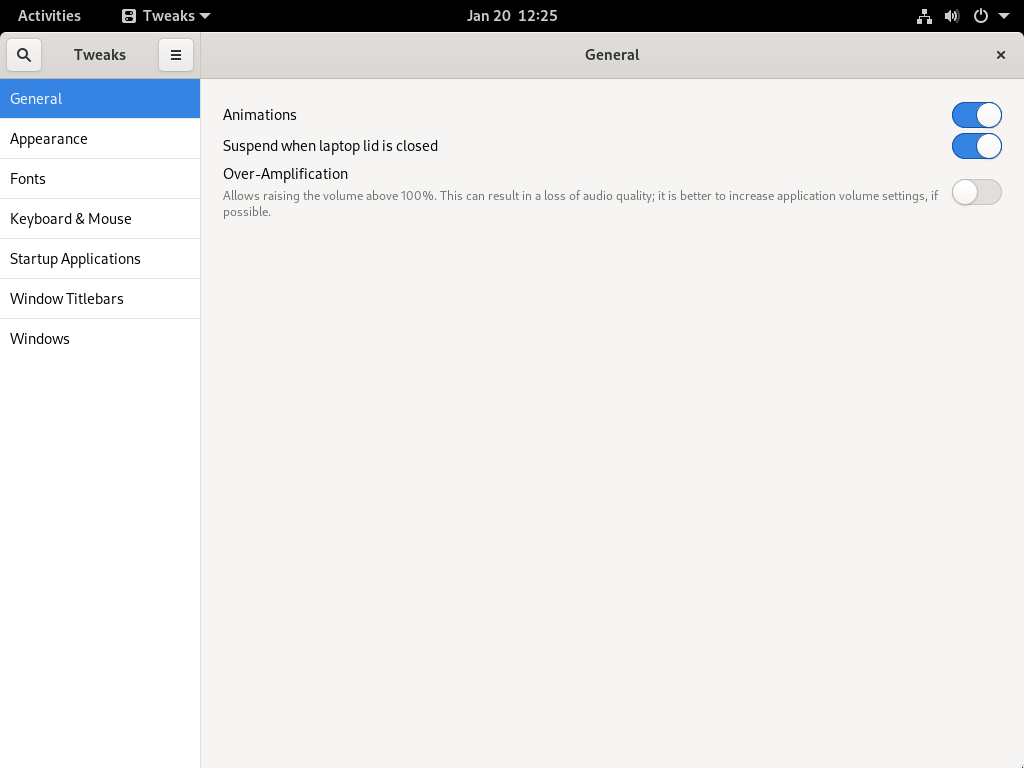 Activities
Tweaks
Jan 20 12:25
Tweaks
General
General
Appearance
Fonts
Keyboard & Mouse
Startup Applications
Window Titlebars
Windows
Animations
Suspend when laptop lid is closed
Over-Amplification
Allows raising the volume above 100%. This can result in a loss of audio quality; it is better to increase application volume settings, if
possible.